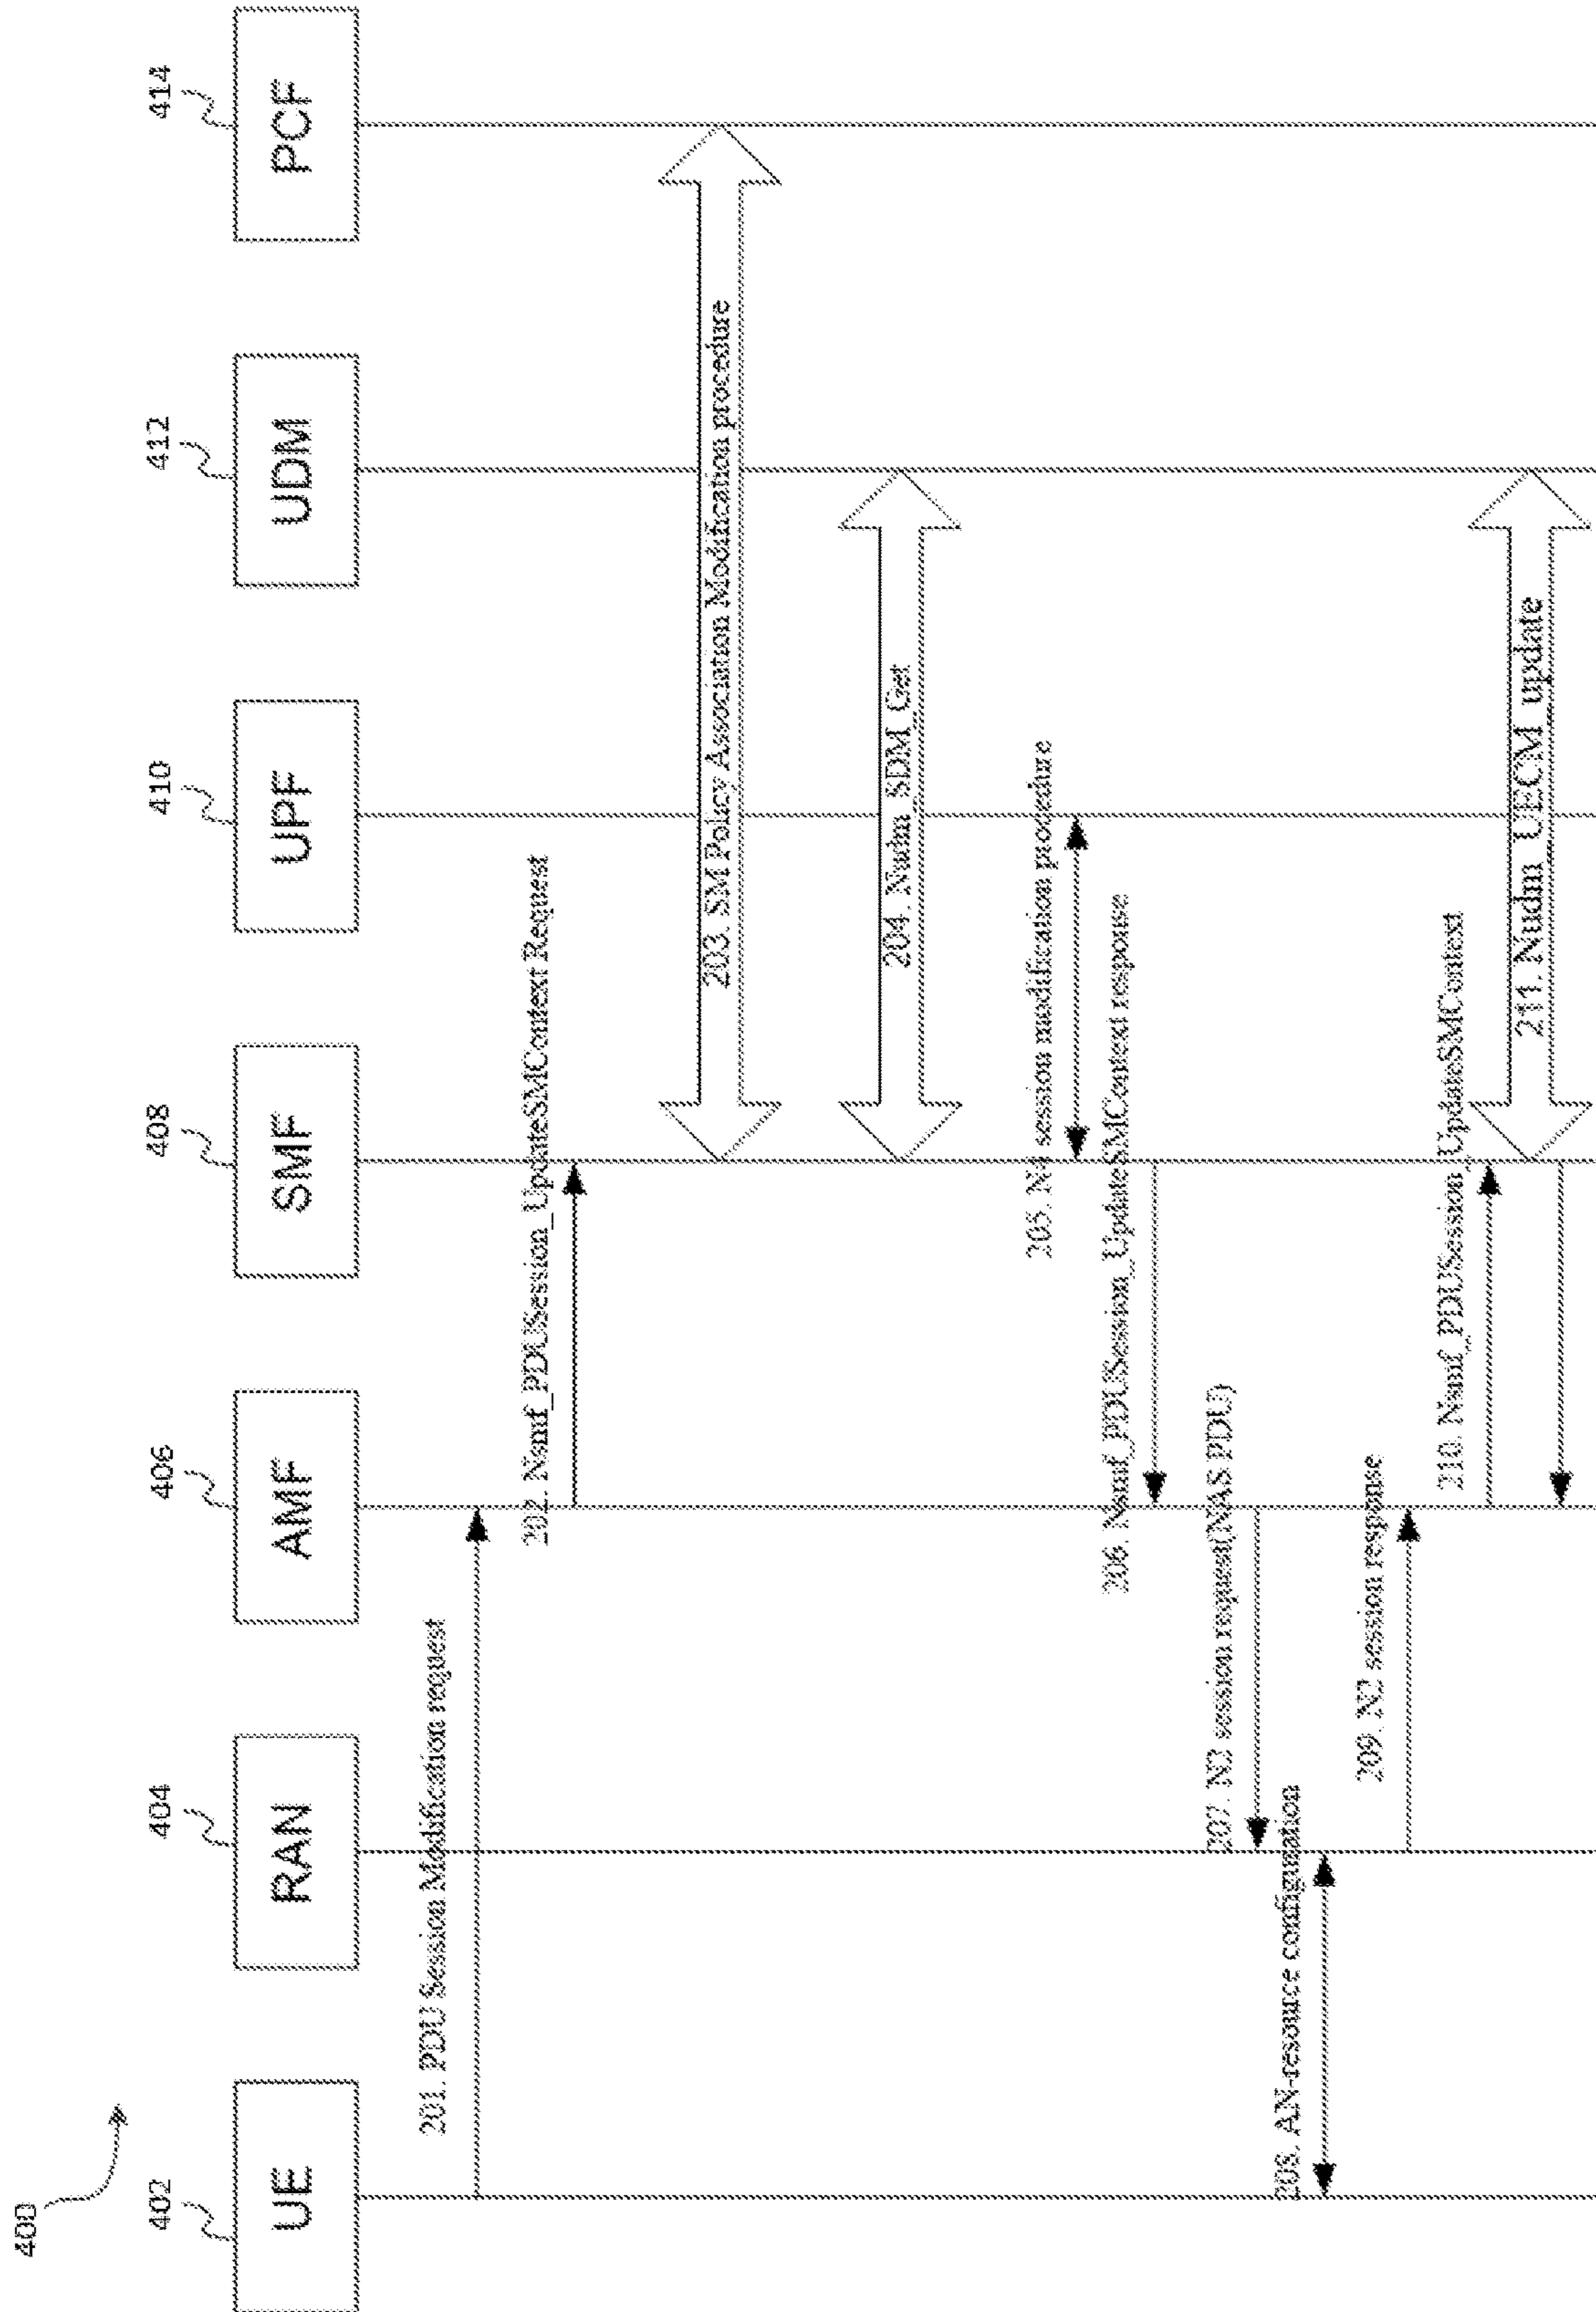 400
402
404
406
408
410
412
414
UE
RAN
AMF
SMF
UPF
UDM
PCF
201. PDU Session Modification request
202. Nsmf_PDUSession_UpdateSMContext Request
203. SM Policy Association Modification procedure
204. Nudm_SDM_Get
205. N4 session modification procedure
206. Nsmf_PDUSession_UpdateSMContext response
207. N2 session request(NAS PDU)
208. AN-resource configuration
209. N2 session response
210. Nsmf_PDUSession_UpdateSMContext
211. Nudm_UECM_update